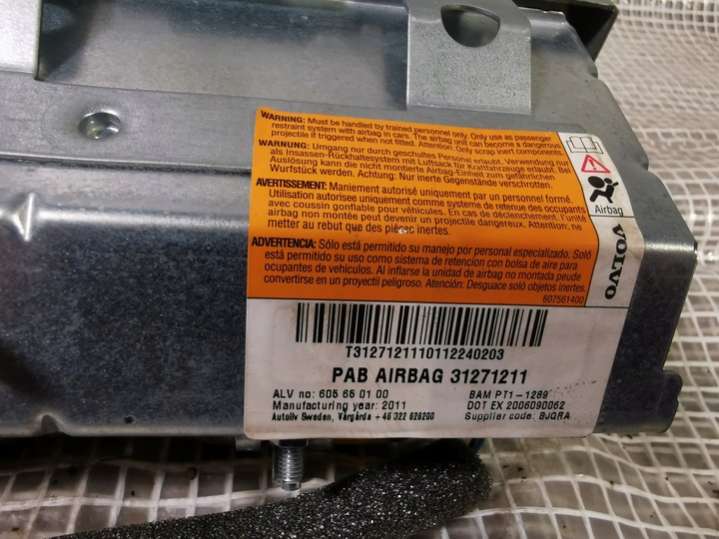 WARNING: Must be handled by trained personnel only. Only use as passenger
restraint system with airbag in cars. The airbag unit can become a dangerous
projectile if triggered when not fitted. Attention: Only scrap inert components.
WARNUNG: Umgang nur durch geschultes Personal erlaubt. Verwendung nur
als Insassen-Rückhaltesystem mit Luftsack für Kraftfahrzeuge erlaubt. Bei
Auslösung kann die nicht montierte Airbag-Einheit zum gefährlichen
Wurfstück werden. Achtung: Nur inerte Gegenstände verschrotten.
AVERTISSEMENT: Maniement autorisé uniquement par un personnel formé.
Utilisation autorisée uniquement comme système de retenue des occupants
avec coussin gonflable pour véhicules. En cas de déclenchement, l'unité
airbag non montée peut devenir un projectile dangereux. Attention, ne
metter au rebut que des pièces inertes.
ADVERTENCIA: Sólo está permitido su manejo por personal especializado. Soló
está permitido su uso como sistema de retención con bolsa de aire para
ocupantes de vehículos. Al inflarse la unidad de airbag no montada puede
convertirse en un proyectil peligroso. Atención: Desguace soló objetos inertes.
607561400
Airbag
VOLVO
T3127121110112240203
PAB AIRBAG 31271211
ALV no: 605 65 01 00
BAM PT1-1289
Manufacturing year: 2011
DOT EX 2006090062
Autoliv Sweden, Vårgårda +46 322 626200
Supplier code: BJQRA